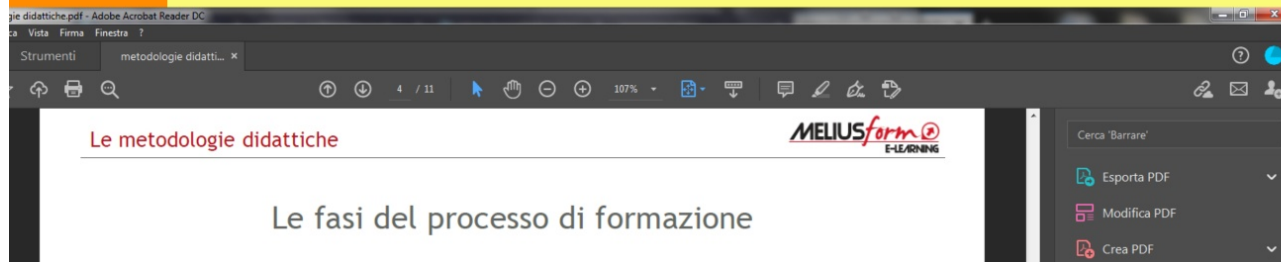 gie didattiche.pdf - Adobe Acrobat Reader DC
ca Vista Firma Finestra ?
Strumenti metodologie didatti... ×
4 / 11 107%
Le metodologie didattiche MELIUSform E-LEARNING
Cerca 'Barrare'
Esporta PDF
Le fasi del processo di formazione
Modifica PDF
Crea PDF